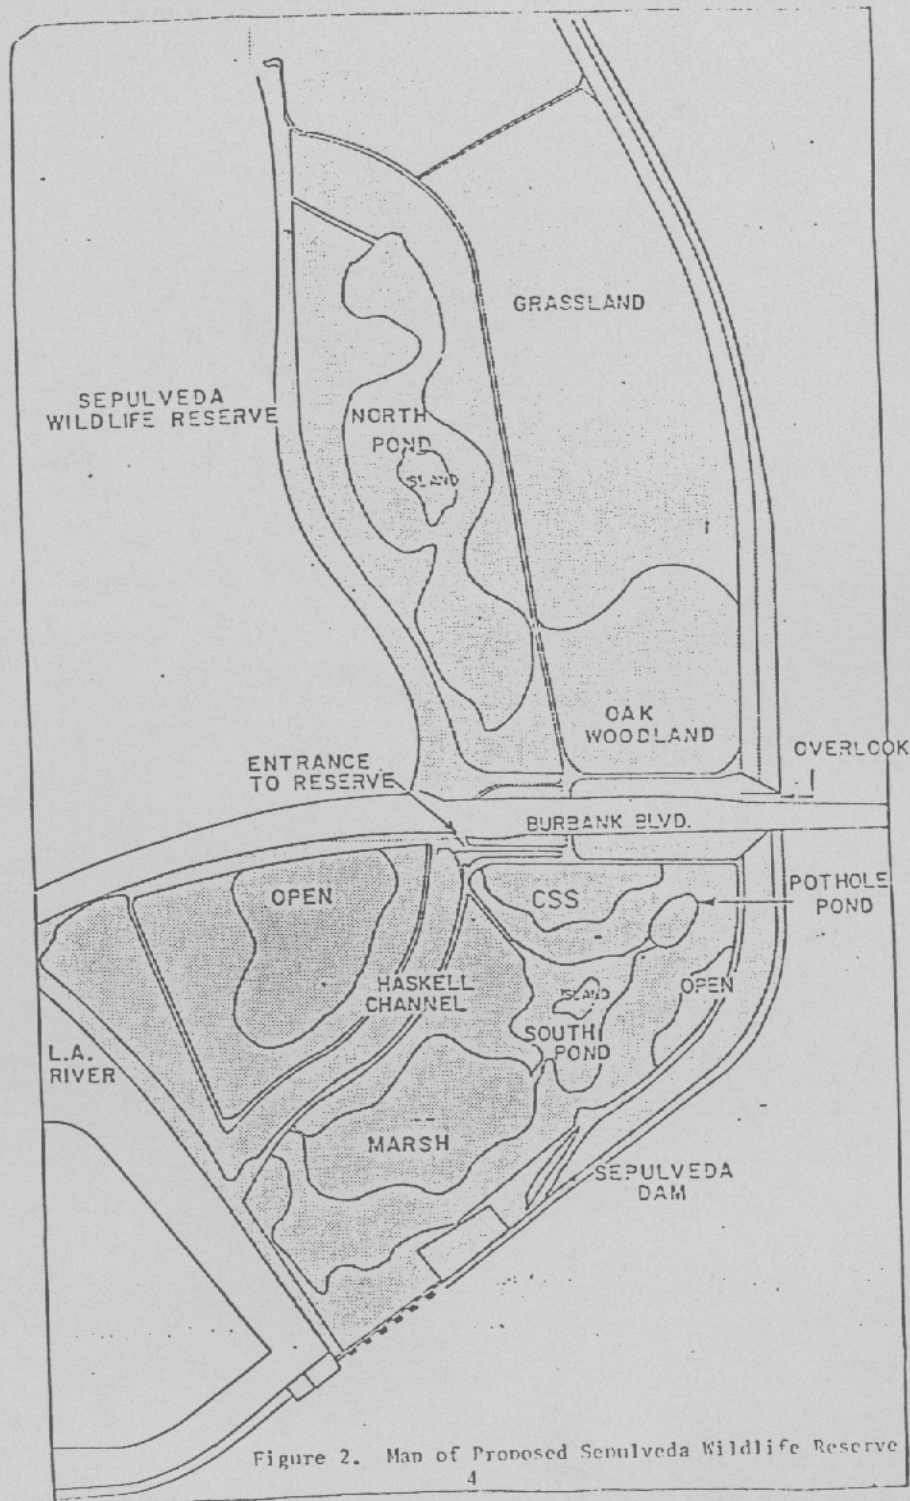 GRASSLAND
SEPULVEDA
WILDLIFE RESERVE
NORTH
POND
ISLAND
OAK
WOODLAND
OVERLOOK
ENTRANCE
TO RESERVE
BURBANK BLVD.
OPEN
CSS
POTHOLE
POND
HASKELL
CHANNEL
ISLAND
OPEN
SOUTH
POND
L.A.
RIVER
MARSH
SEPULVEDA
DAM
Figure 2. Map of Proposed Sepulveda Wildlife Reserve
4